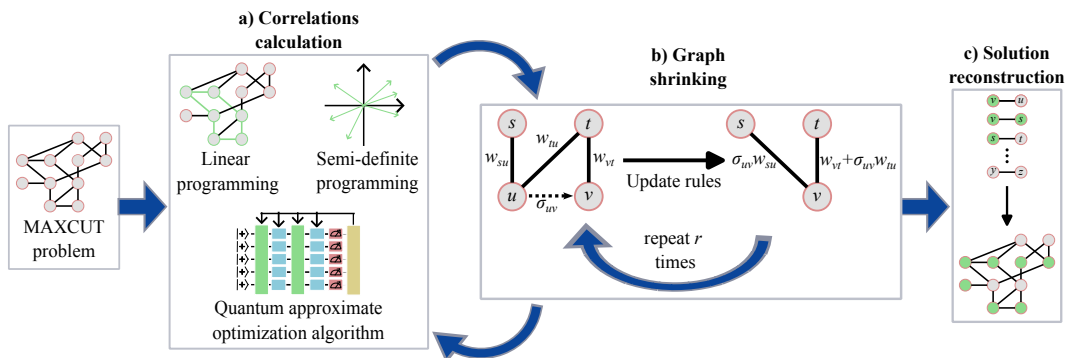 a) Correlations
calculation
b) Graph
shrinking
c) Solution
reconstruction
MAXCUT
problem
Linear
programming
Semi-definite
programming
|+⟩
|+⟩
|+⟩
|+⟩
|+⟩
Quantum approximate
optimization algorithm
s t
w_tu
w_su w_vt
u v
σ_uv
Update rules
s t
σ_uv w_su
w_vt+σ_uv w_tu
v
repeat r
times
v u
v s
s t
y z